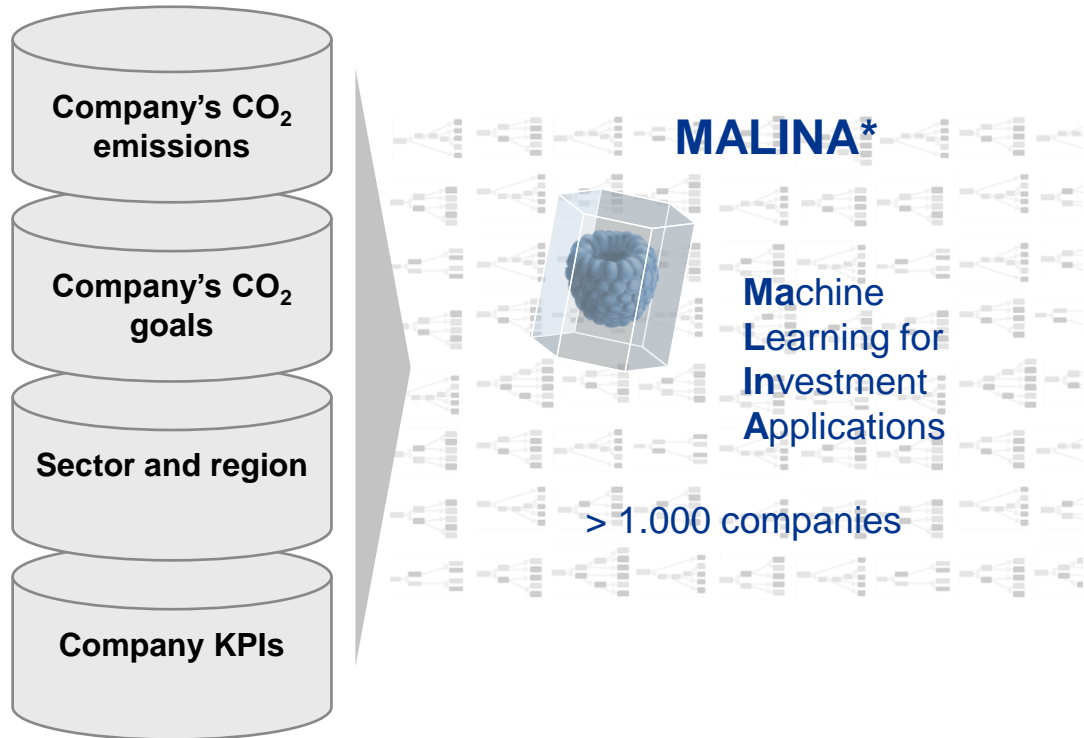 Company’s CO₂
emissions
Company’s CO₂
goals
Sector and region
Company KPIs
MALINA*
Machine
Learning for
Investment
Applications
> 1.000 companies